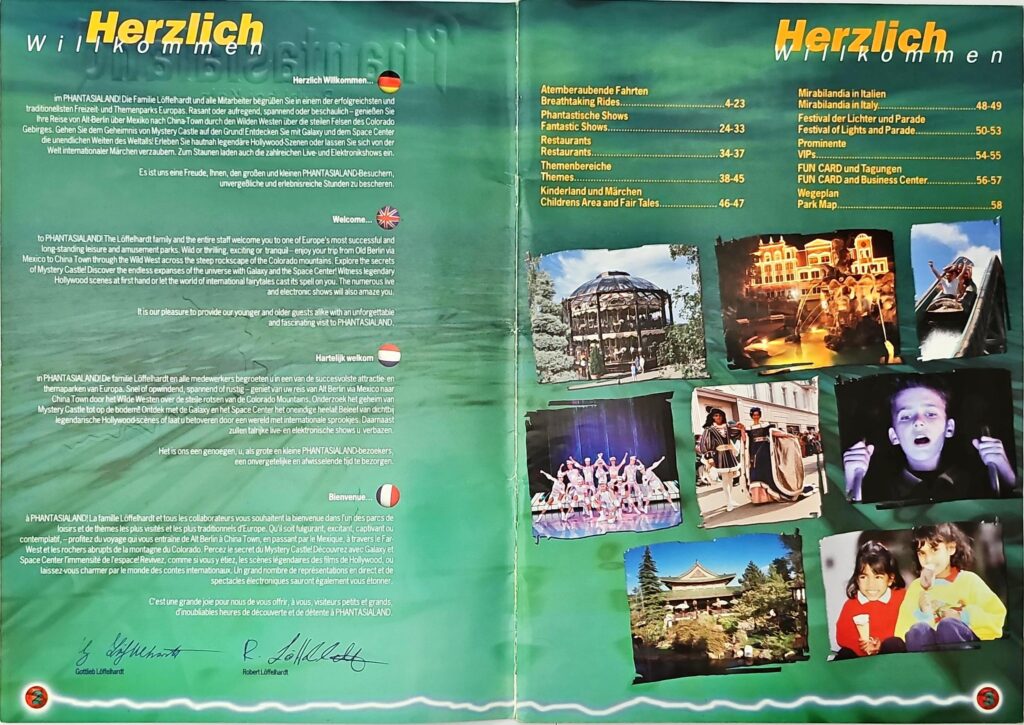 Herzlich
Willkommen
Herzlich Willkommen...
im PHANTASIALAND! Die Familie Löffelhardt und alle Mitarbeiter begrüßen Sie in einem der erfolgreichsten und
traditionellsten Freizeit- und Themenparks Europas. Rasant oder aufregend, spannend oder beschaulich – genießen Sie
Ihre Reise von Alt-Berlin über Mexiko nach China-Town durch den Wilden Westen über die steilen Felsen des Colorado
Gebirges. Gehen Sie dem Geheimnis von Mystery Castle auf den Grund! Entdecken Sie mit Galaxy und dem Space Center
die unendlichen Weiten des Weltalls! Erleben Sie hautnah legendäre Hollywood-Szenen oder lassen Sie sich von der
Welt internationaler Märchen verzaubern. Zum Staunen laden auch die zahlreichen Live- und Elektronikshows ein.
Es ist uns eine Freude, Ihnen, den großen und kleinen PHANTASIALAND-Besuchern,
unvergeßliche und erlebnisreiche Stunden zu bescheren.
Welcome...
to PHANTASIALAND! The Löffelhardt family and the entire staff welcome you to one of Europe's most successful and
long-standing leisure and amusement parks. Wild or thrilling, exciting or tranquil – enjoy your trip from Old Berlin via
Mexico to China Town through the Wild West across the steep rockscape of the Colorado mountains. Explore the secrets
of Mystery Castle! Discover the endless expanses of the universe with Galaxy and the Space Center! Witness legendary
Hollywood scenes at first hand or let the world of international fairytales cast its spell on you. The numerous live
and electronic shows will also amaze you.
It is our pleasure to provide our younger and older guests alike with an unforgettable
and fascinating visit to PHANTASIALAND.
Hartelijk welkom
in PHANTASIALAND! De familie Löffelhardt en alle medewerkers begroeten u in een van de succesvolste attractie- en
themaparken van Europa. Snel of opwindend, spannend of rustig – geniet van uw reis van Alt Berlin via Mexico naar
China Town door het Wilde Westen over de steile rotsen van de Colorado Mountains. Onderzoek het geheim van
Mystery Castle tot op de bodem! Ontdek met de Galaxy en het Space Center het oneindige heelal! Beleef van dichtbij
legendarische Hollywood-scènes of laat u betoveren door een wereld met internationale sprookjes. Daarnaast
zullen talrijke live- en elektronische shows u verbazen.
Het is ons een genoegen, u, als grote en kleine PHANTASIALAND-bezoekers,
een onvergetelijke en afwisselende tijd te bezorgen.
Bienvenue...
à PHANTASIALAND! La famille Löffelhardt et tous les collaborateurs vous souhaitent la bienvenue dans l'un des parcs de
loisirs et de thèmes les plus visités et les plus traditionnels d'Europe. Qu'il soit fulgurant, excitant, captivant ou
contemplatif, – profitez du voyage qui vous entraîne de Alt Berlin à China Town, en passant par le Mexique, à travers le Far-
West et les rochers abrupts de la montagne du Colorado. Percez le secret du Mystery Castle! Découvrez avec Galaxy et
Space Center l'immensité de l'espace! Revivez, comme si vous y étiez, les scènes légendaires des films de Hollywood, ou
laissez-vous charmer par le monde des contes internationaux. Un grand nombre de représentations en direct et de
spectacles électroniques sauront également vous étonner.
C'est une grande joie pour nous de vous offrir, à vous, visiteurs petits et grands,
d'inoubliables heures de découverte et de détente à PHANTASIALAND.
Gottlieb Löffelhardt
R. Löffelhardt
Robert Löffelhardt
2
Herzlich
Willkommen
Atemberaubende Fahrten
Breathtaking Rides 4-23
Phantastische Shows
Fantastic Shows 24-33
Restaurants
Restaurants 34-37
Themenbereiche
Themes 38-45
Kinderland und Märchen
Childrens Area and Fair Tales 46-47
Mirabilandia in Italien
Mirabilandia in Italy 48-49
Festival der Lichter und Parade
Festival of Lights and Parade 50-53
Prominente
VIPs 54-55
FUN CARD und Tagungen
FUN CARD and Business Center 56-57
Wegeplan
Park Map 58
3